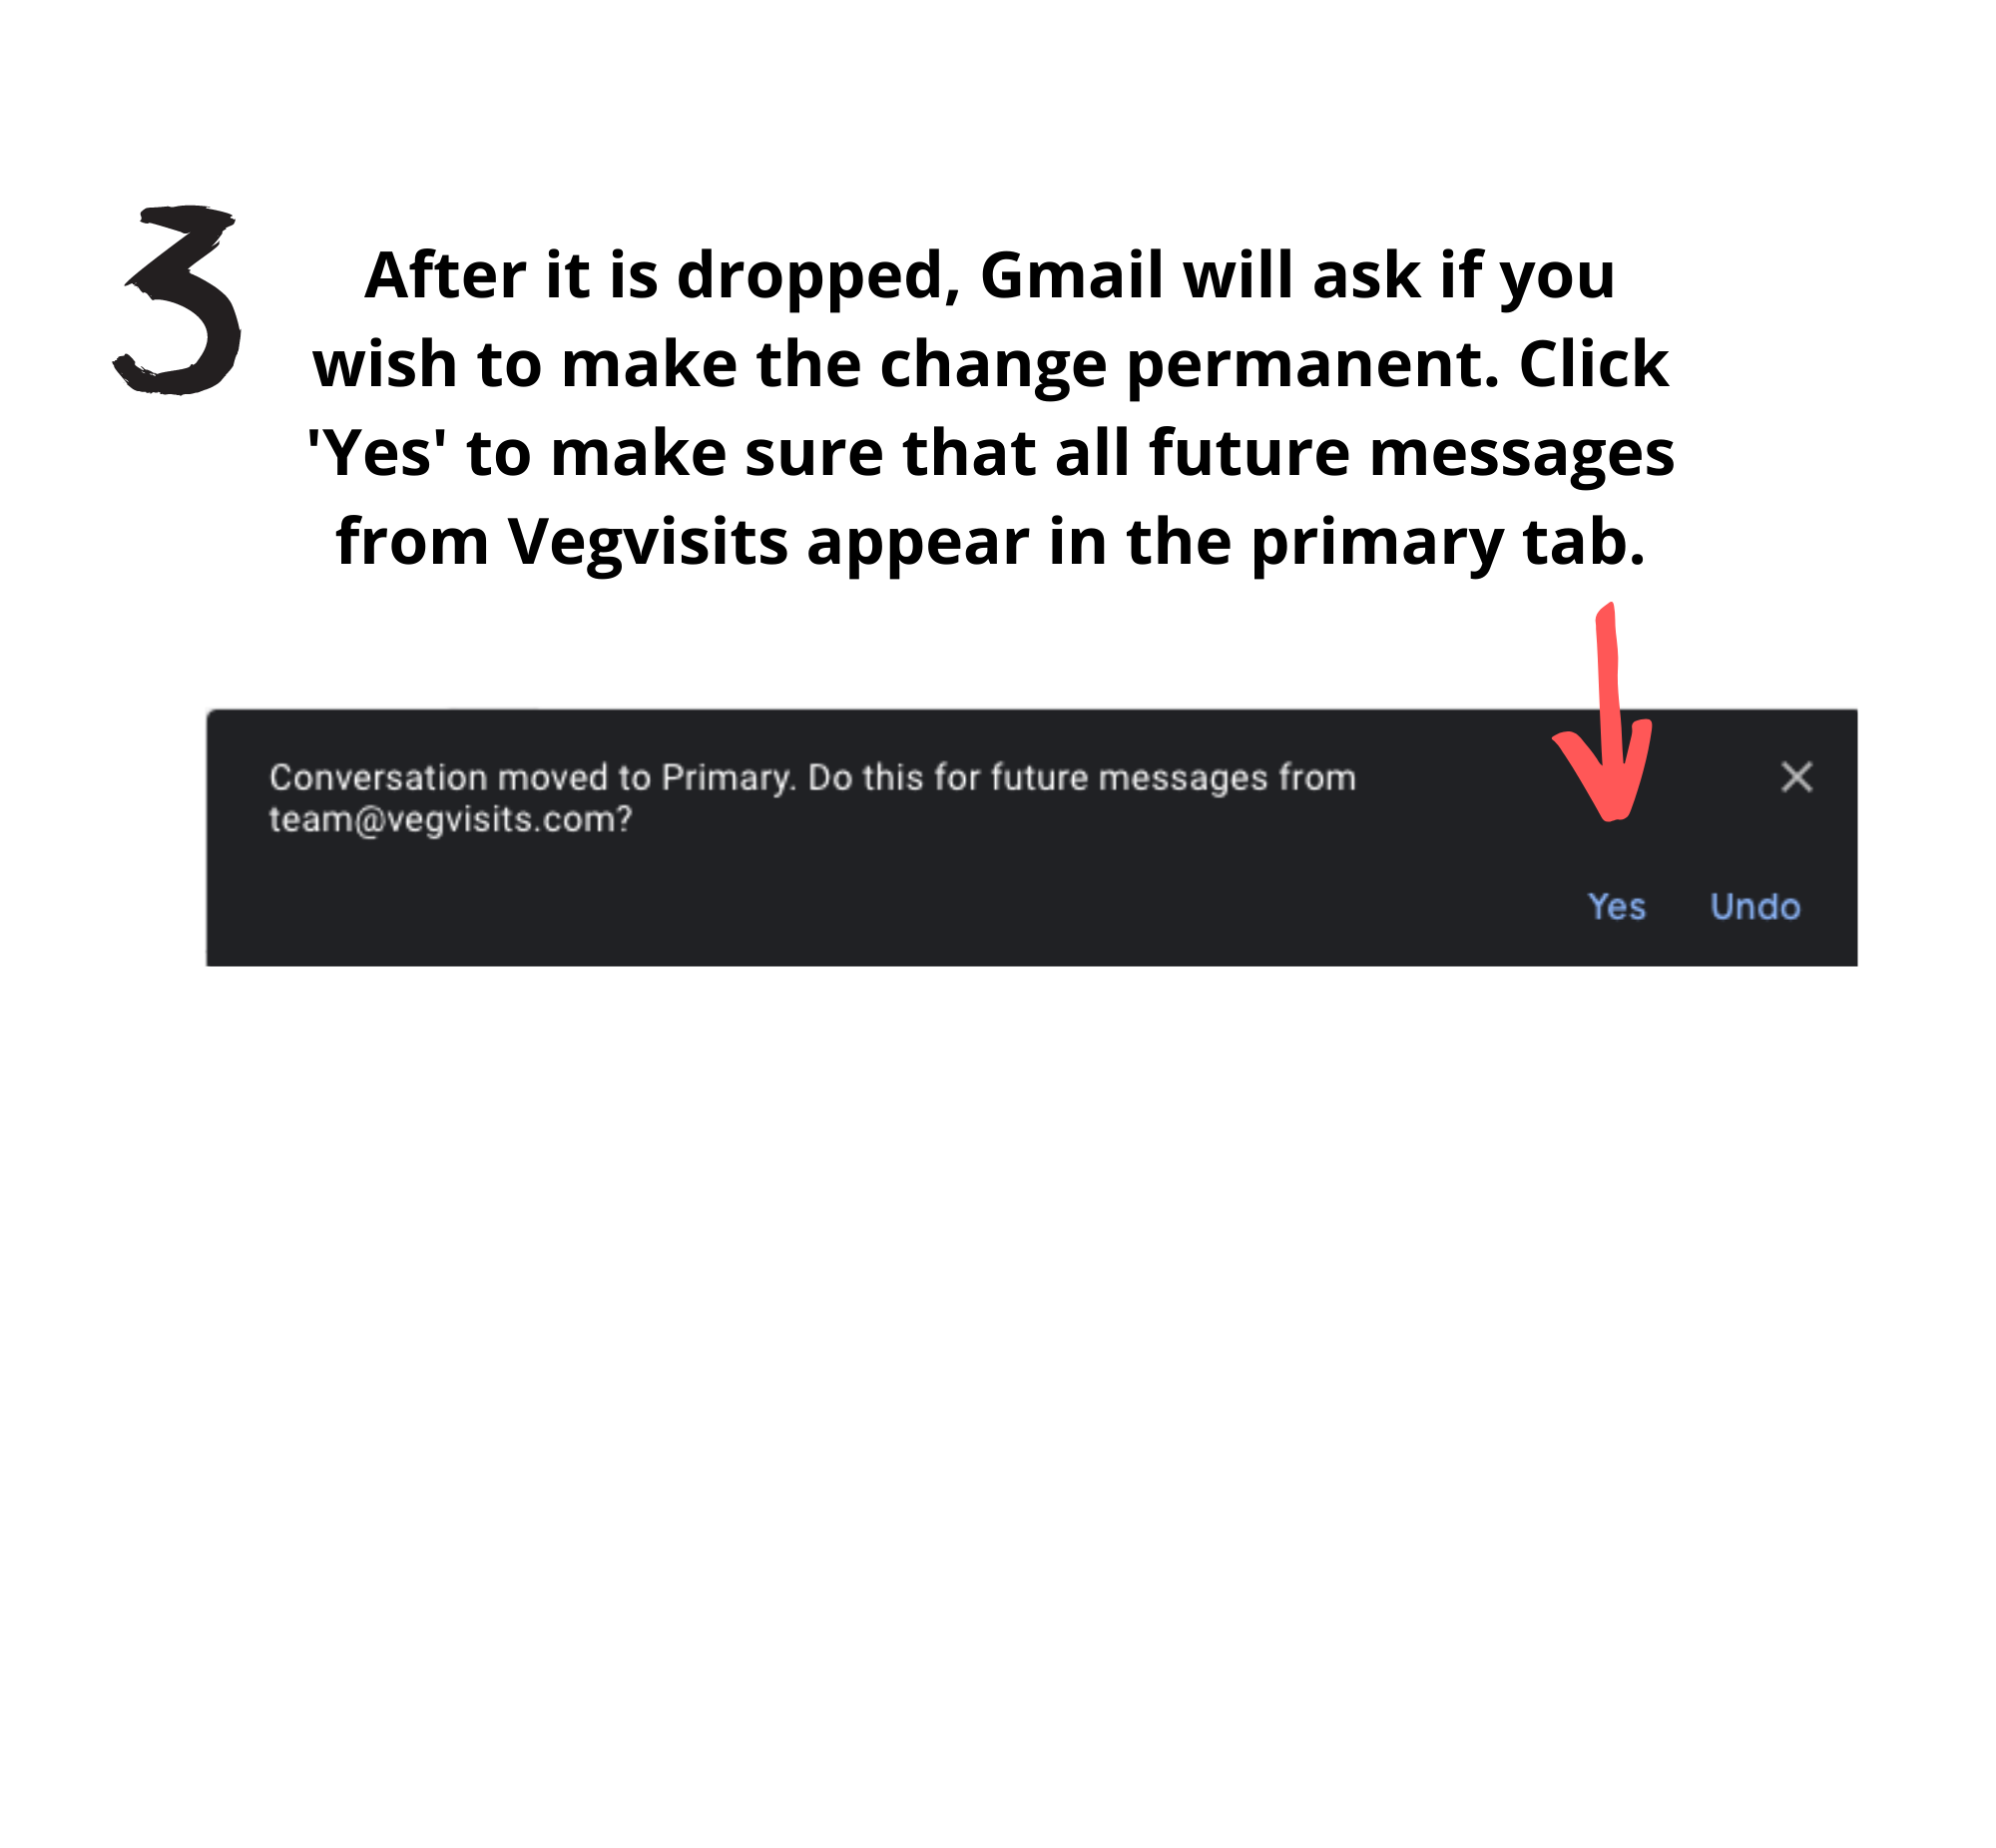 3
After it is dropped, Gmail will ask if you
wish to make the change permanent. Click
'Yes' to make sure that all future messages
from Vegvisits appear in the primary tab.
Conversation moved to Primary. Do this for future messages from
team@vegvisits.com?
Yes Undo